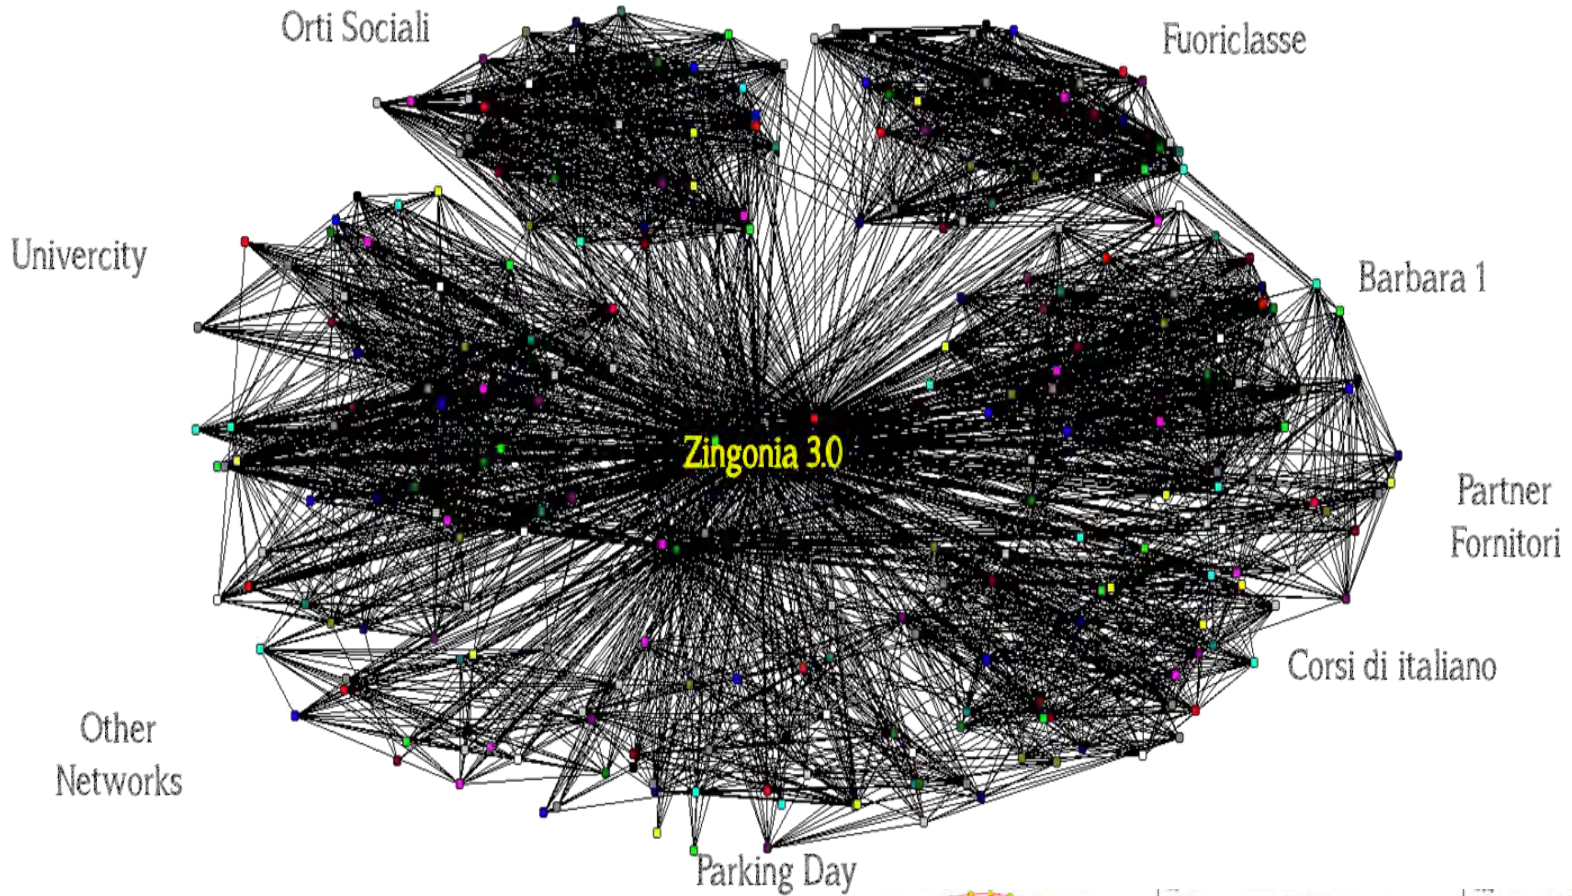 Orti Sociali
Fuoriclasse
Univercity
Barbara 1
Zingonia 3.0
Partner
Fornitori
Corsi di italiano
Other
Networks
Parking Day